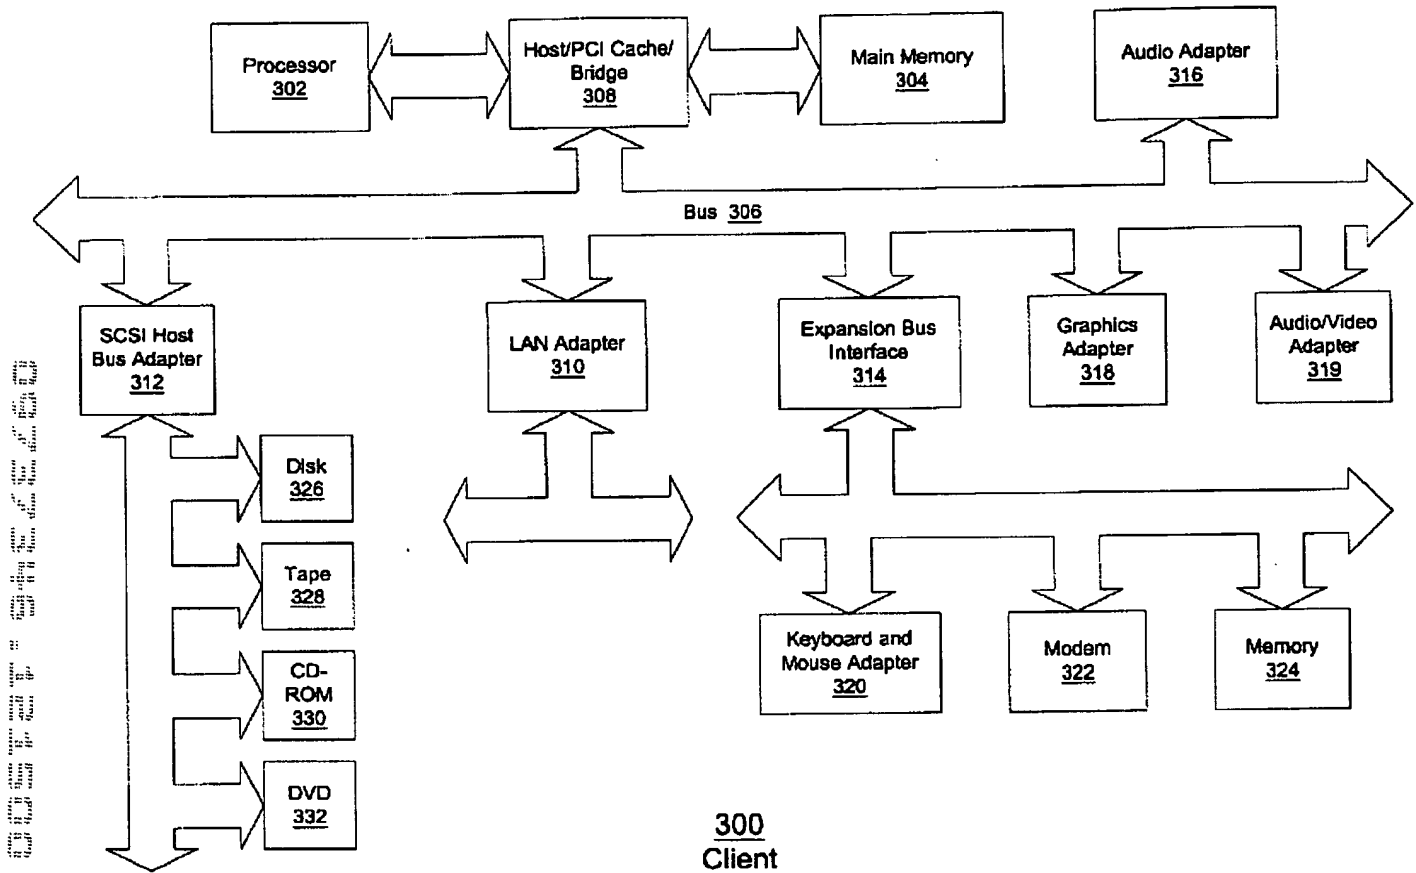 Processor
302
Host/PCI Cache/
Bridge
308
Main Memory
304
Audio Adapter
316
Bus 306
SCSI Host
Bus Adapter
312
LAN Adapter
310
Expansion Bus
Interface
314
Graphics
Adapter
318
Audio/Video
Adapter
319
Disk
326
Tape
328
CD-
ROM
330
DVD
332
Keyboard and
Mouse Adapter
320
Modem
322
Memory
324
300
Client